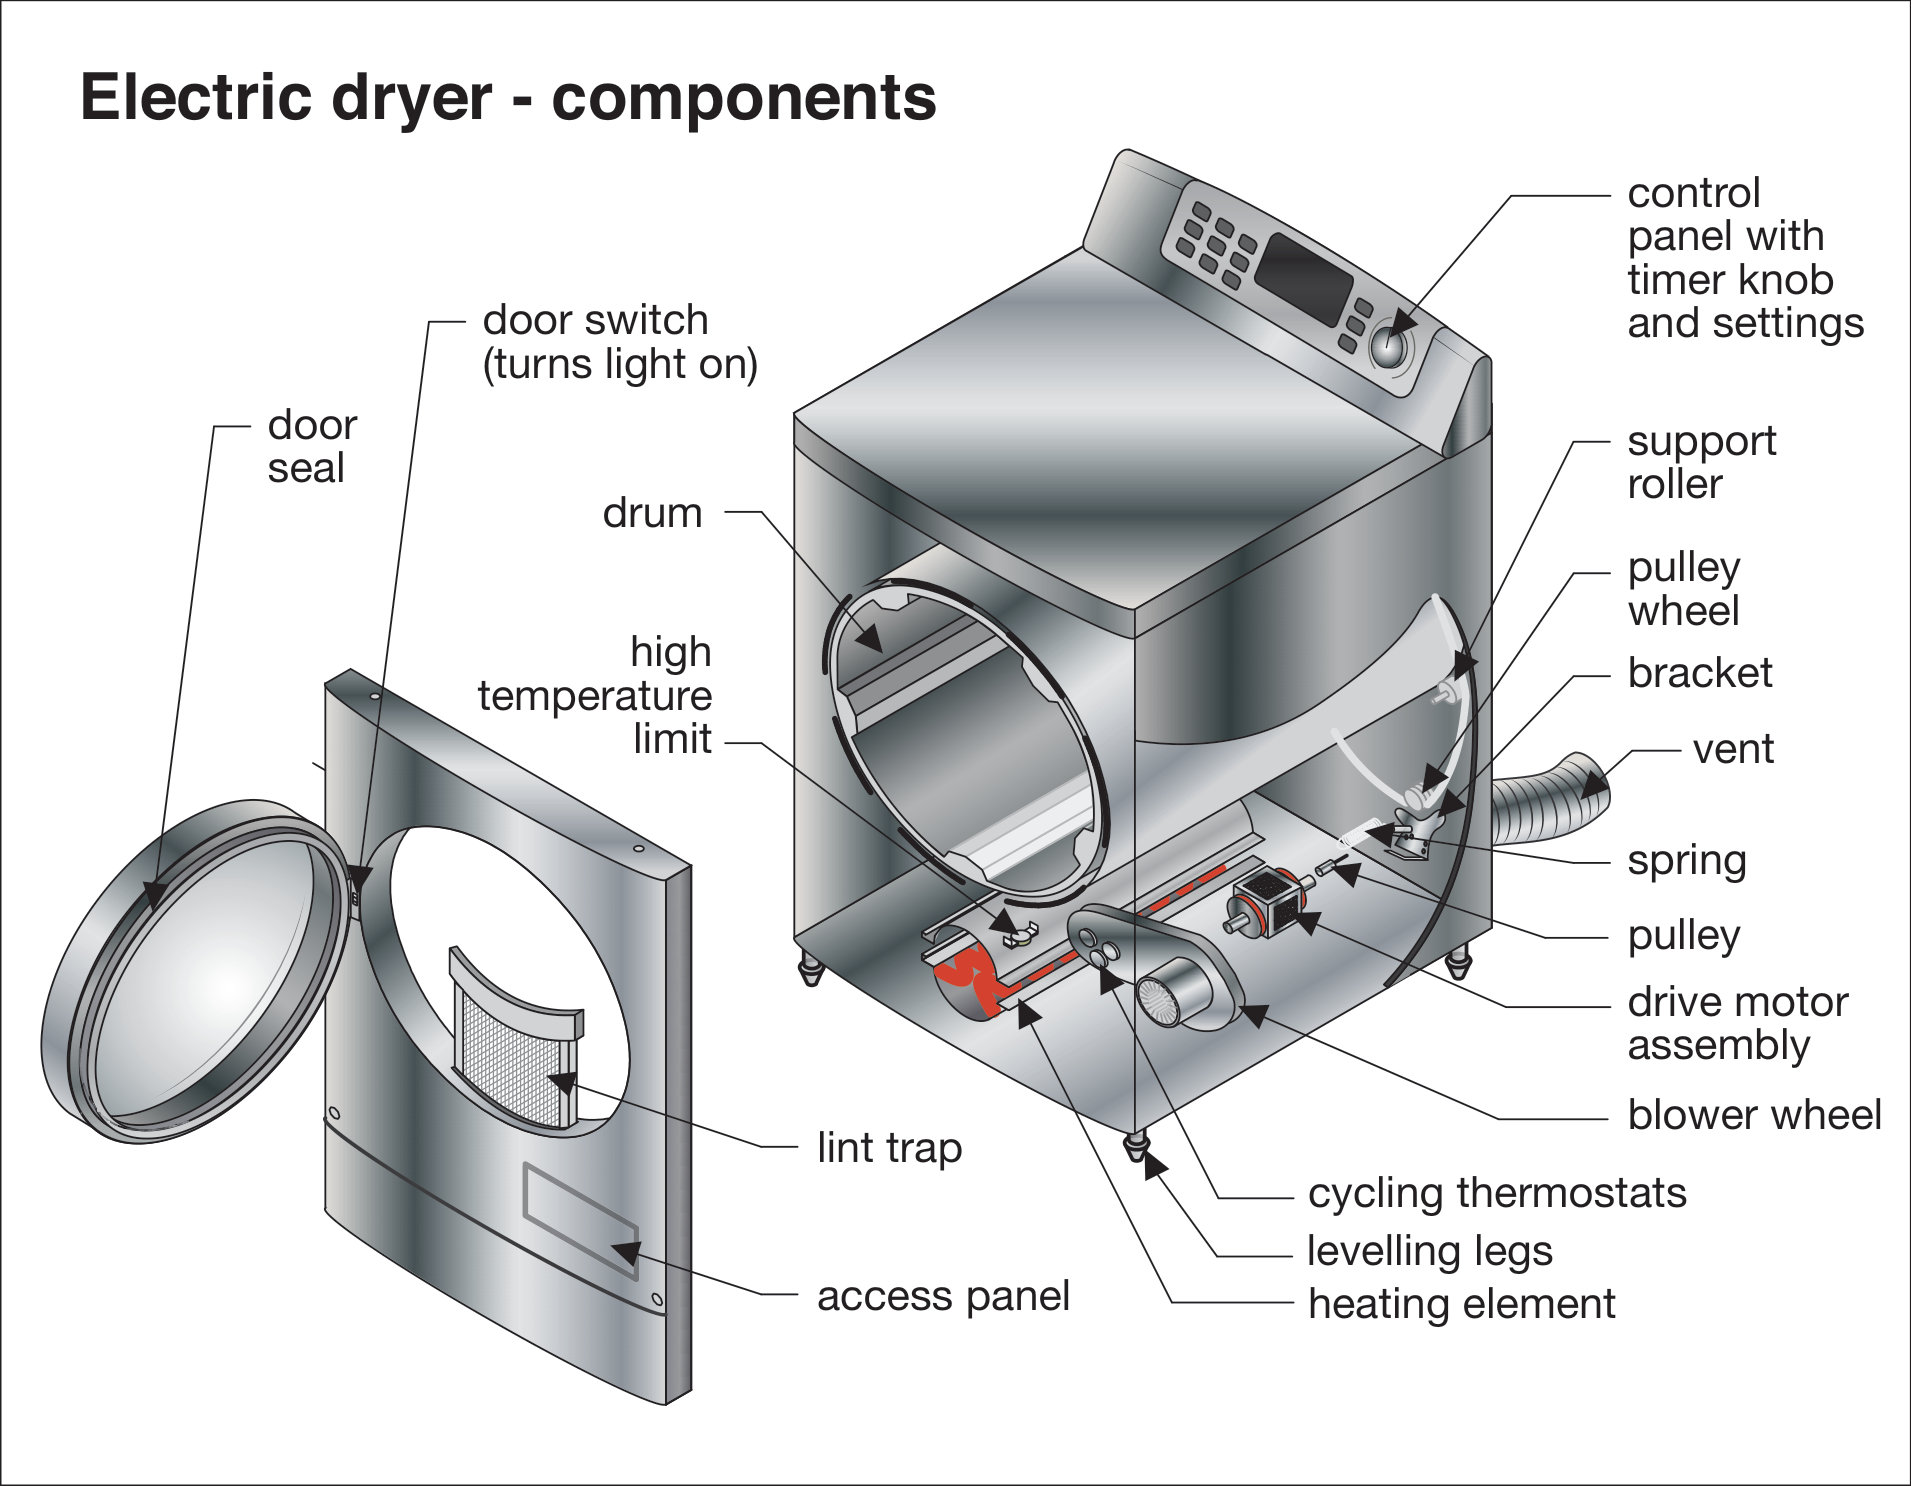 Electric dryer - components
control
panel with
timer knob
and settings
door switch
(turns light on)
door
seal
support
roller
drum
pulley
wheel
high
temperature
limit
bracket
vent
spring
pulley
drive motor
assembly
blower wheel
lint trap
cycling thermostats
levelling legs
access panel
heating element